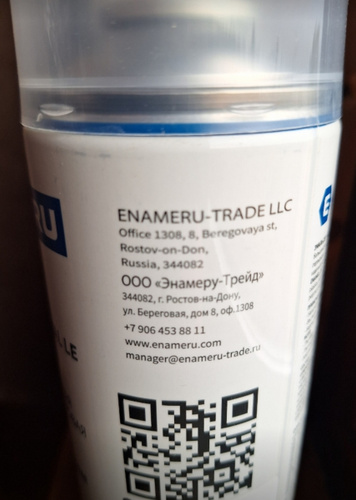 RU
ENAMERU-TRADE LLC
Office 1308, 8, Beregovaya st,
Rostov-on-Don,
Russia, 344082
ООО «Энамеру-Трейд»
344082, г. Ростов-на-Дону,
ул. Береговая, дом 8, оф.1308
+7 906 453 88 11
www.enameru.com
manager@enameru-trade.ru
LE